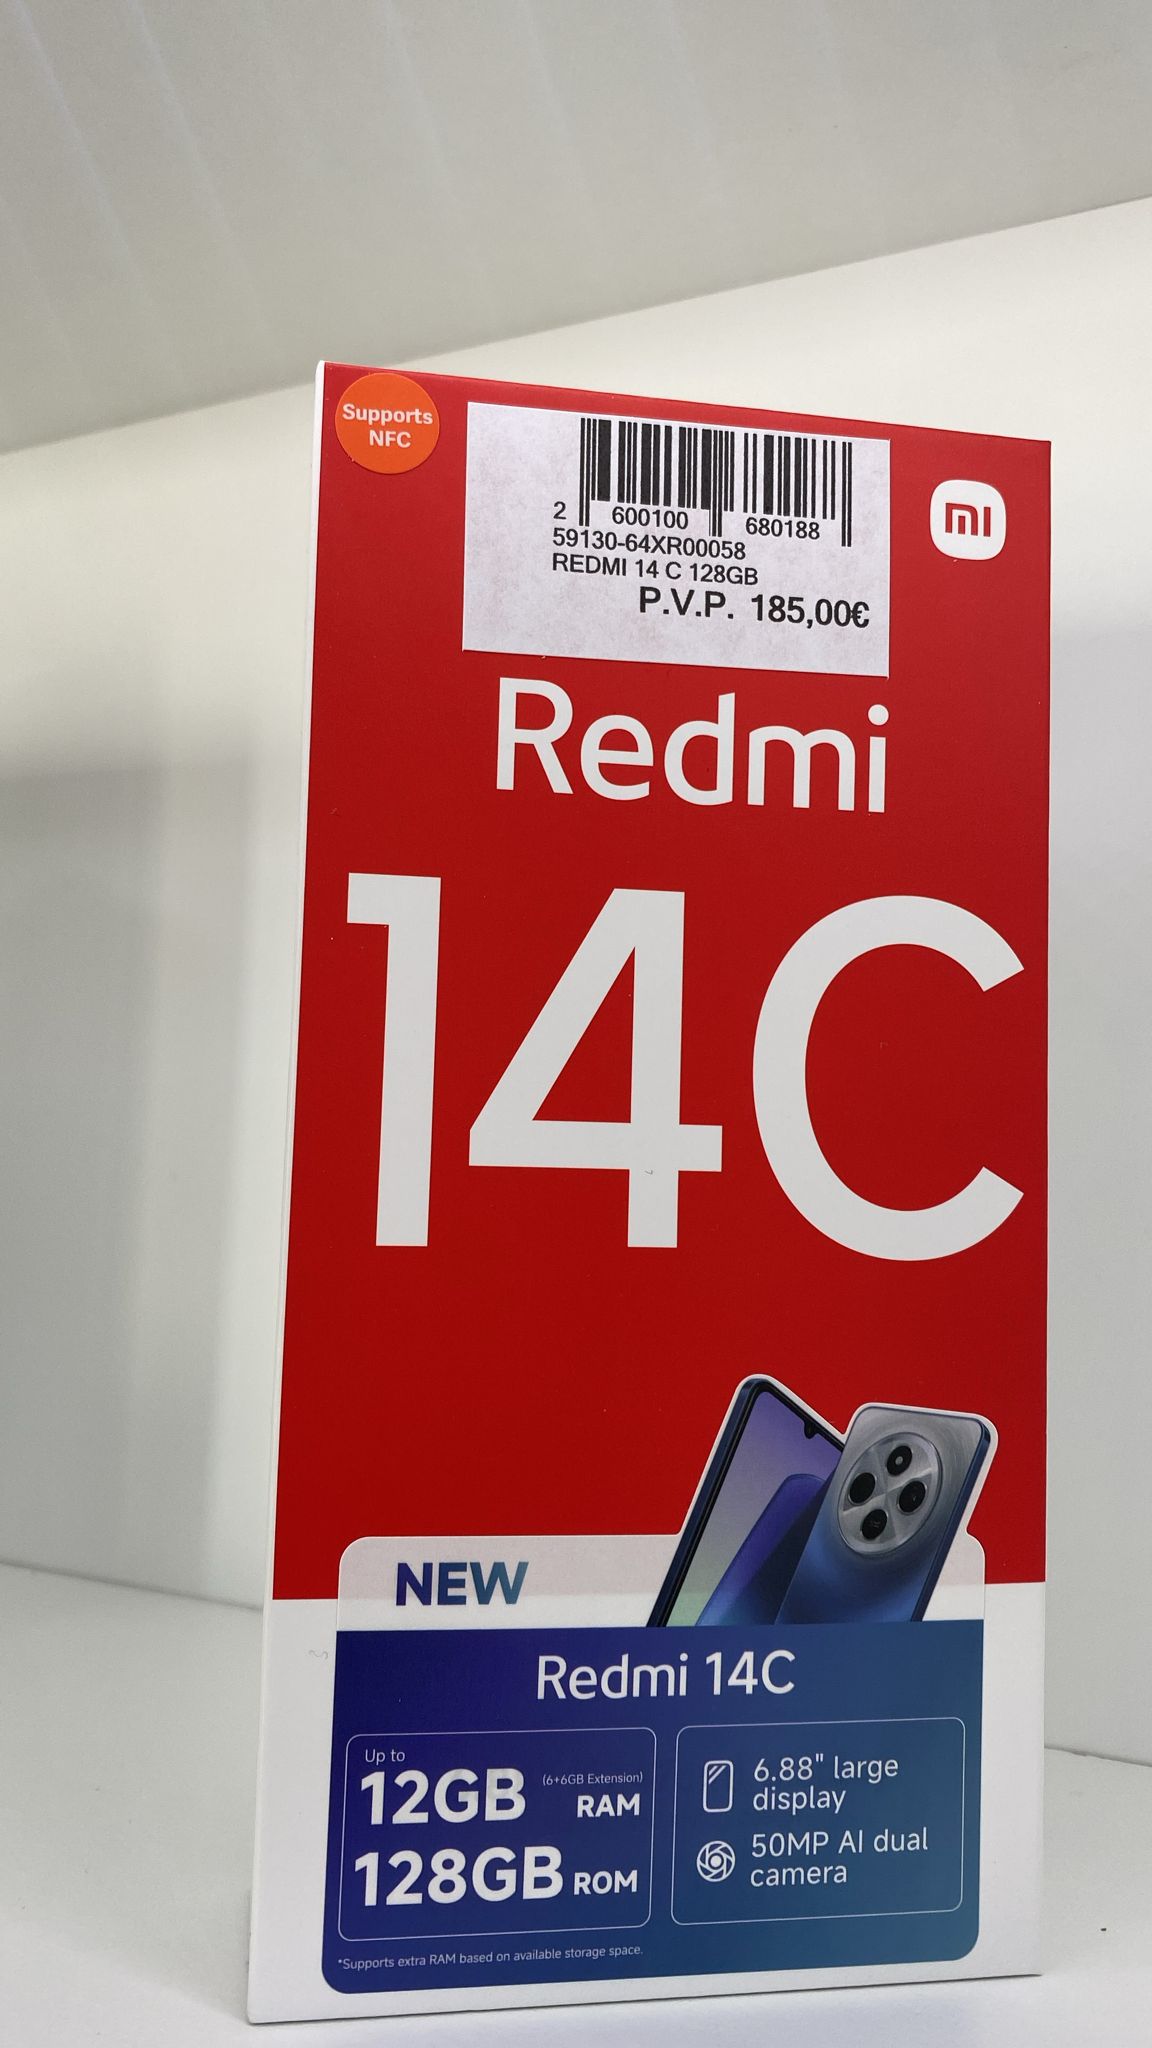 Supports
NFC
2 600100 680188
59130-64XR00058
REDMI 14 C 128GB
P.V.P. 185,00€
mi
Redmi
14C
NEW
Redmi 14C
Up to
12GB (6+6GB Extension) RAM
128GB ROM
6.88" large
display
50MP AI dual
camera
*Supports extra RAM based on available storage space.